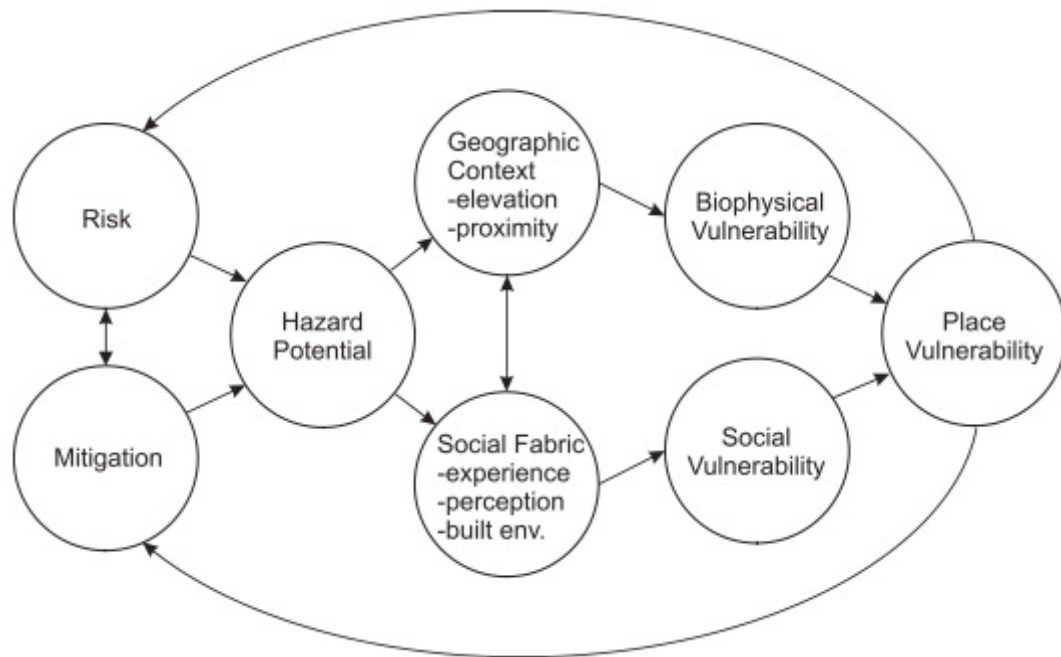 Risk
Mitigation
Hazard
Potential
Geographic
Context
-elevation
-proximity
Social Fabric
-experience
-perception
-built env.
Biophysical
Vulnerability
Social
Vulnerability
Place
Vulnerability